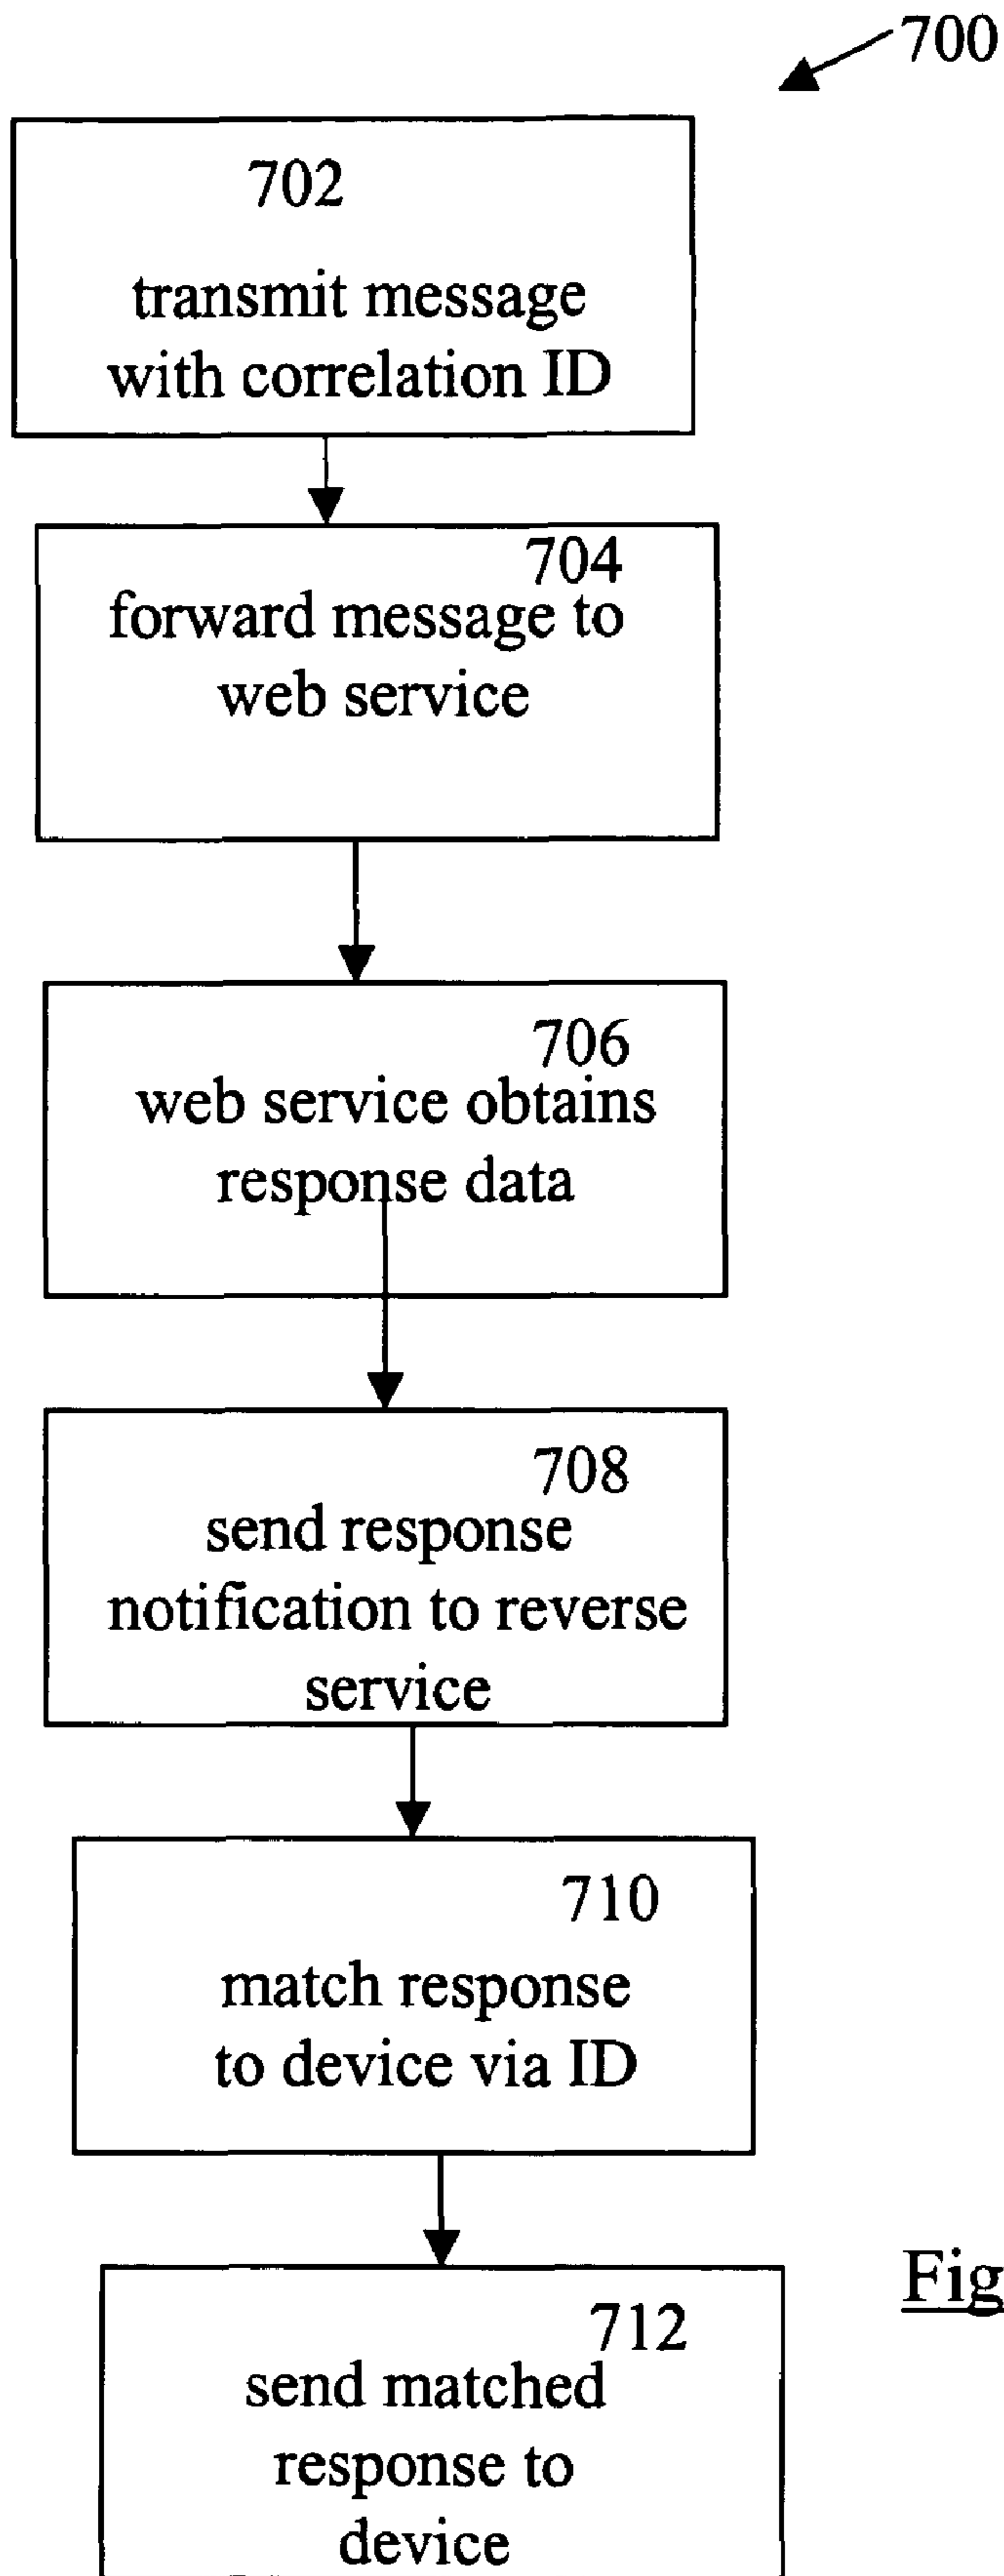 700
702
transmit message
with correlation ID
704
forward message to
web service
706
web service obtains
response data
708
send response
notification to reverse
service
710
match response
to device via ID
712
send matched
response to
device
Fig